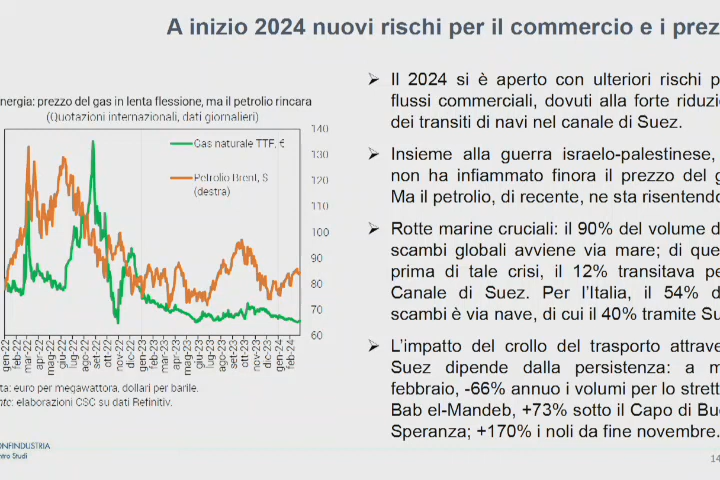 A inizio 2024 nuovi rischi per il commercio e i prez
nergia: prezzo del gas in lenta flessione, ma il petrolio rincara
(Quotazioni internazionali, dati giornalieri)
Gas naturale TTF, €
Petrolio Brent, $
(destra)
140
130
120
110
100
90
80
70
60
gen-22
feb-22
mar-22
apr-22
mag-22
giu-22
lug-22
ago-22
set-22
ott-22
nov-22
dic-22
gen-23
feb-23
mar-23
apr-23
mag-23
giu-23
lug-23
ago-23
set-23
ott-23
nov-23
dic-23
gen-24
feb-24
ta: euro per megawattora, dollari per barile.
nte: elaborazioni CSC su dati Refinitiv.
Il 2024 si è aperto con ulteriori rischi p
flussi commerciali, dovuti alla forte riduzio
dei transiti di navi nel canale di Suez.
Insieme alla guerra israelo-palestinese,
non ha infiammato finora il prezzo del g
Ma il petrolio, di recente, ne sta risentendo
Rotte marine cruciali: il 90% del volume d
scambi globali avviene via mare; di que
prima di tale crisi, il 12% transitava pe
Canale di Suez. Per l'Italia, il 54% d
scambi è via nave, di cui il 40% tramite Su
L'impatto del crollo del trasporto attrave
Suez dipende dalla persistenza: a m
febbraio, -66% annuo i volumi per lo strett
Bab el-Mandeb, +73% sotto il Capo di Buo
Speranza; +170% i noli da fine novembre.
ONFINDUSTRIA
ntro Studi
14